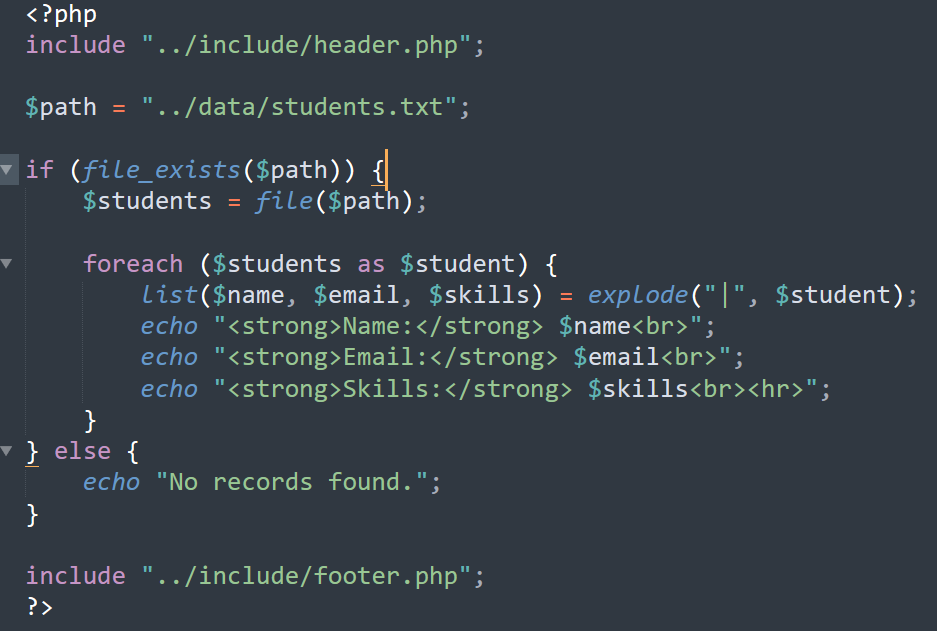 <?php
include "../include/header.php";
$path = "../data/students.txt";
if (file_exists($path)) {
    $students = file($path);
    foreach ($students as $student) {
        list($name, $email, $skills) = explode("|", $student);
        echo "<strong>Name:</strong> $name<br>";
        echo "<strong>Email:</strong> $email<br>";
        echo "<strong>Skills:</strong> $skills<br><hr>";
    }
} else {
    echo "No records found.";
}
include "../include/footer.php";
?>